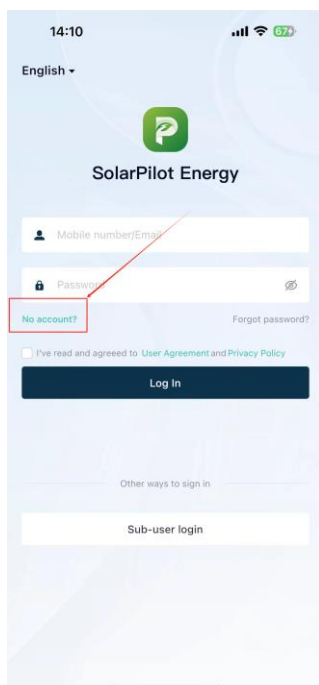 14:10
67
English
SolarPilot Energy
Mobile number/Email
Password
No account?
Forgot password?
I've read and agreeed to User Agreement and Privacy Policy
Log In
Other ways to sign in
Sub-user login